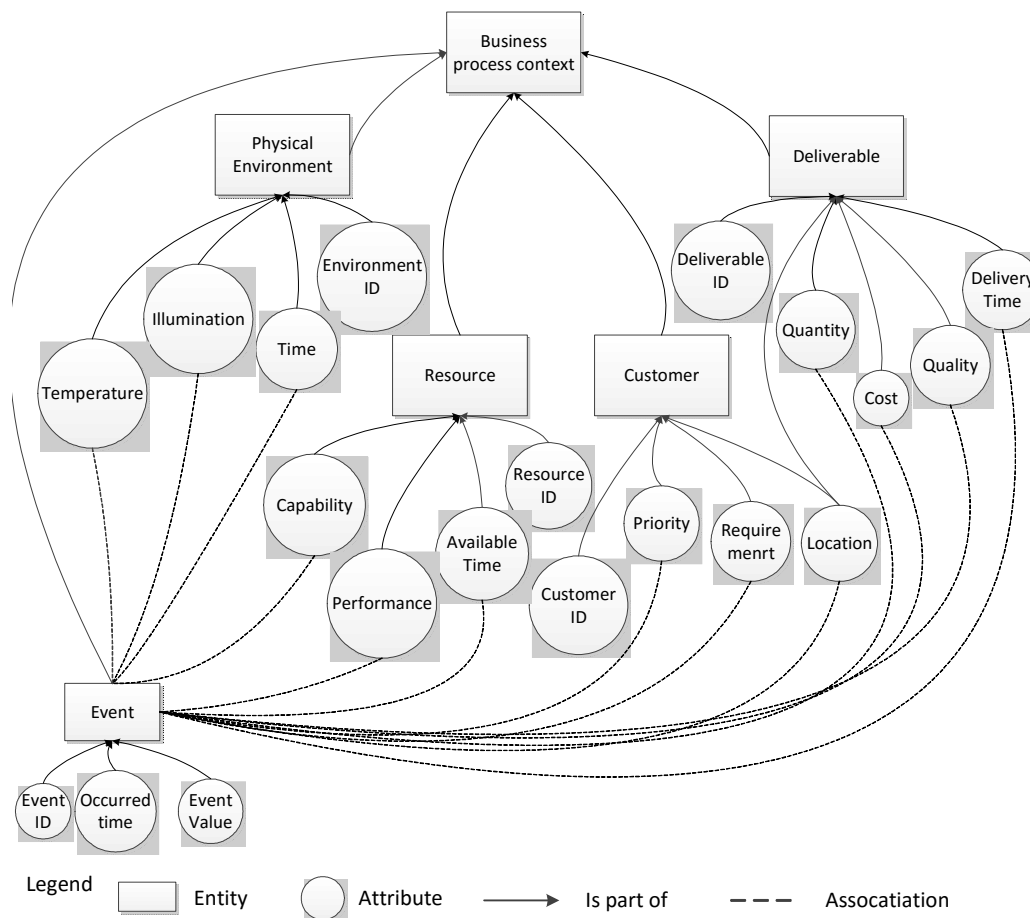 Business
process context
Physical
Environment
Deliverable
Environment
ID
Deliverable
ID
Delivery
Time
Illumination
Quantity
Time
Temperature
Resource
Customer
Quality
Cost
Resource
ID
Capability
Priority
Require
menrt
Location
Available
Time
Performance
Customer
ID
Event
Event
ID
Occurred
time
Event
Value
Legend
Entity
Attribute
Is part of
Assocatiation